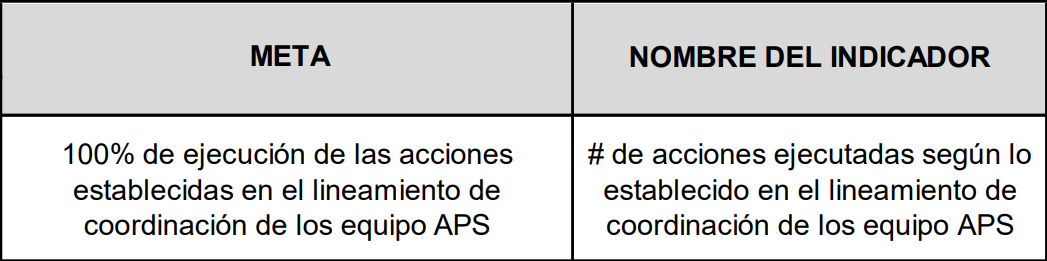 META
NOMBRE DEL INDICADOR
100% de ejecución de las acciones
establecidas en el lineamiento de
coordinación de los equipo APS
# de acciones ejecutadas según lo
establecido en el lineamiento de
coordinación de los equipo APS